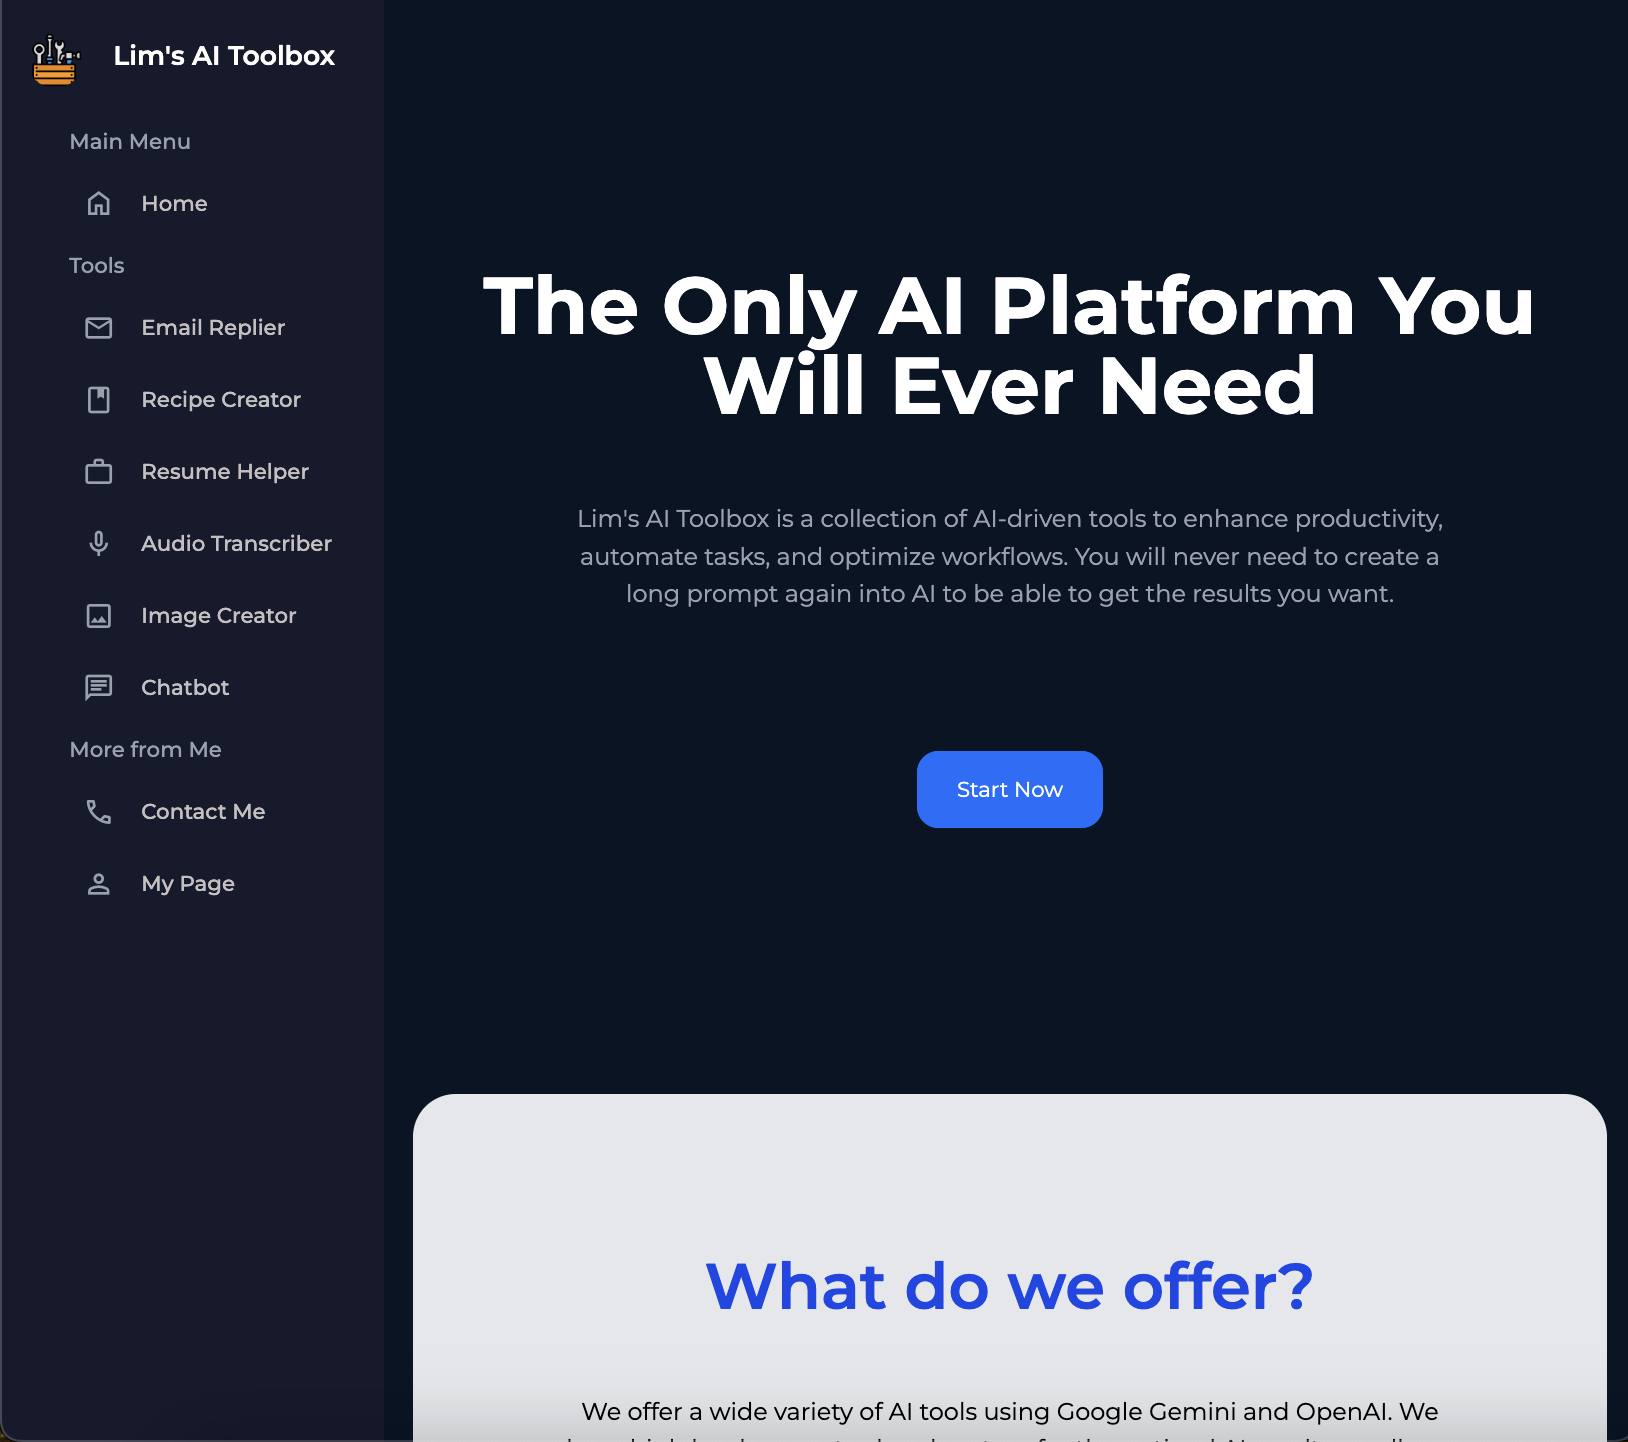 Lim's AI Toolbox
Main Menu
Home
Tools
Email Replier
Recipe Creator
Resume Helper
Audio Transcriber
Image Creator
Chatbot
More from Me
Contact Me
My Page
The Only AI Platform You
Will Ever Need
Lim's AI Toolbox is a collection of AI-driven tools to enhance productivity,
automate tasks, and optimize workflows. You will never need to create a
long prompt again into AI to be able to get the results you want.
Start Now
What do we offer?
We offer a wide variety of AI tools using Google Gemini and OpenAI. We